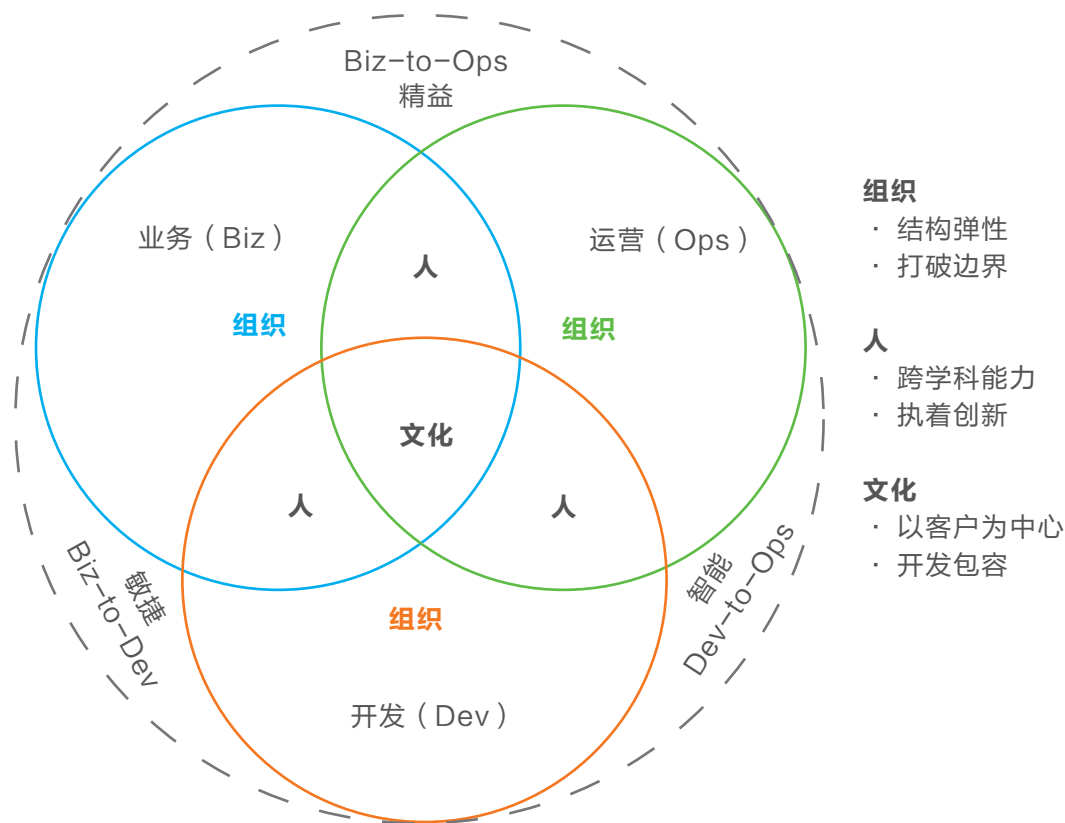 Biz-to-Ops
精益
业务（Biz）
运营（Ops）
人
组织
组织
文化
人
人
敏捷
Biz-to-Dev
智能
Dev-to-Ops
组织
开发（Dev）
组织
· 结构弹性
· 打破边界
人
· 跨学科能力
· 执着创新
文化
· 以客户为中心
· 开发包容